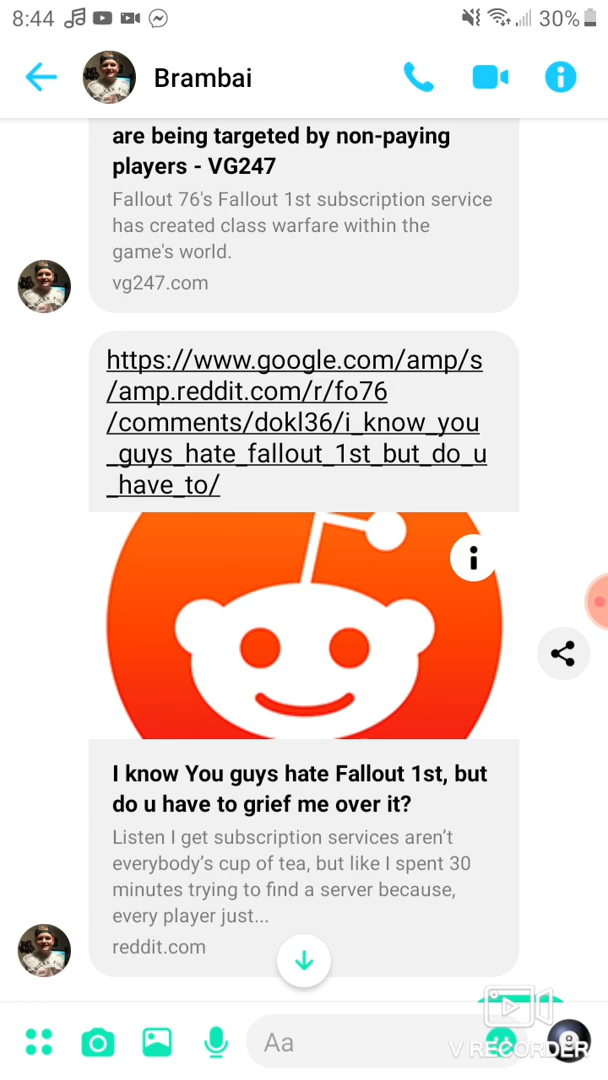 8:44
30%
Brambai
are being targeted by non-paying
players - VG247
Fallout 76's Fallout 1st subscription service
has created class warfare within the
game's world.
vg247.com
https://www.google.com/amp/s
/amp.reddit.com/r/fo76
/comments/dokl36/i_know_you
_guys_hate_fallout_1st_but_do_u
_have_to/
I know You guys hate Fallout 1st, but
do u have to grief me over it?
Listen I get subscription services aren't
everybody's cup of tea, but like I spent 30
minutes trying to find a server because,
every player just...
reddit.com
Aa
V RECORDER